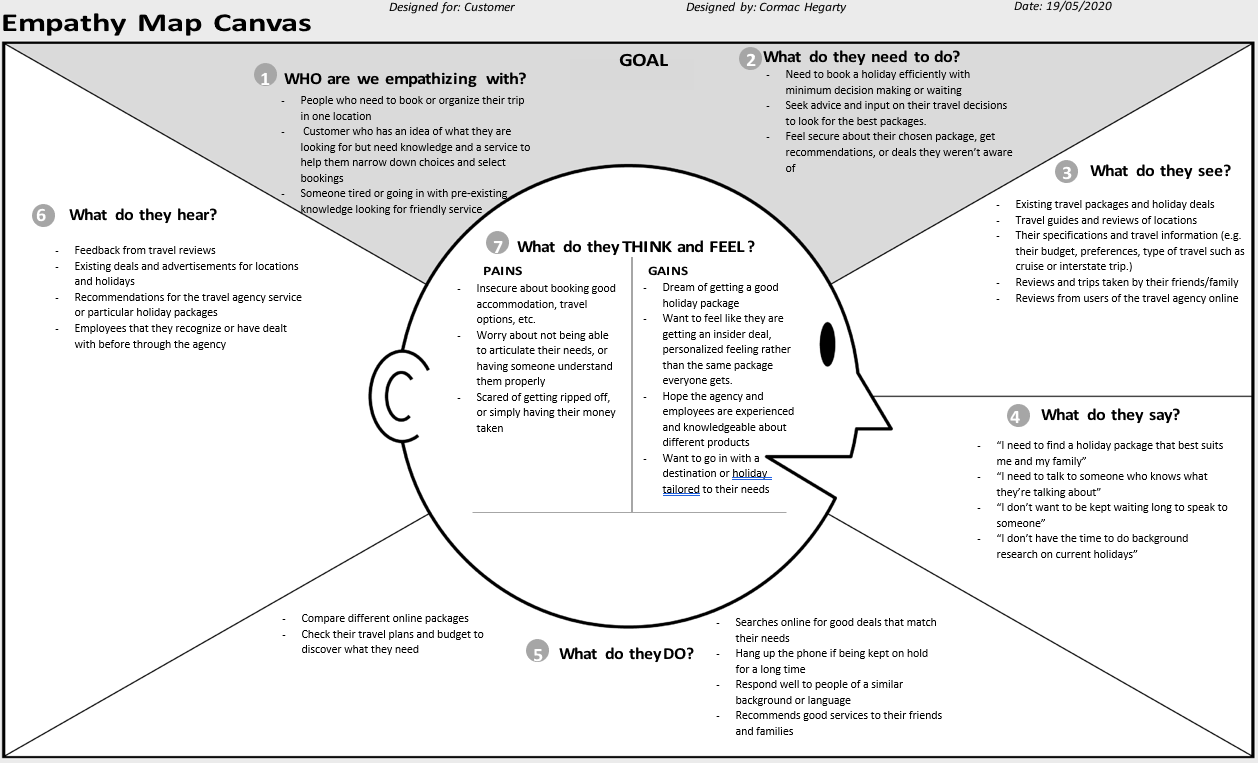 Designed for: Customer
Designed by: Cormac Hegarty
Date: 19/05/2020
Empathy Map Canvas
GOAL
1 WHO are we empathizing with?
- People who need to book or organize their trip
in one location
- Customer who has an idea of what they are
looking for but need knowledge and a service to
help them narrow down choices and select
bookings
- Someone tired or going in with pre-existing
knowledge looking for friendly service
2 What do they need to do?
- Need to book a holiday efficiently with
minimum decision making or waiting
- Seek advice and input on their travel decisions
to look for the best packages.
- Feel secure about their chosen package, get
recommendations, or deals they weren't aware
of
3 What do they see?
- Existing travel packages and holiday deals
- Travel guides and reviews of locations
- Their specifications and travel information (e.g.
their budget, preferences, type of travel such as
cruise or interstate trip.)
- Reviews and trips taken by their friends/family
- Reviews from users of the travel agency online
4 What do they say?
- "I need to find a holiday package that best suits
me and my family"
- "I need to talk to someone who knows what
they're talking about"
- "I don't want to be kept waiting long to speak to
someone"
- "I don't have the time to do background
research on current holidays"
5 What do they DO?
- Compare different online packages
- Check their travel plans and budget to
discover what they need
- Searches online for good deals that match
their needs
- Hang up the phone if being kept on hold
for a long time
- Respond well to people of a similar
background or language
- Recommends good services to their friends
and families
6 What do they hear?
- Feedback from travel reviews
- Existing deals and advertisements for locations
and holidays
- Recommendations for the travel agency service
or particular holiday packages
- Employees that they recognize or have dealt
with before through the agency
7 What do they THINK and FEEL?
PAINS
- Insecure about booking good
accommodation, travel
options, etc.
- Worry about not being able
to articulate their needs, or
having someone understand
them properly
- Scared of getting ripped off,
or simply having their money
taken
GAINS
- Dream of getting a good
holiday package
- Want to feel like they are
getting an insider deal,
personalized feeling rather
than the same package
everyone gets.
- Hope the agency and
employees are experienced
and knowledgeable about
different products
- Want to go in with a
destination or holiday
tailored to their needs